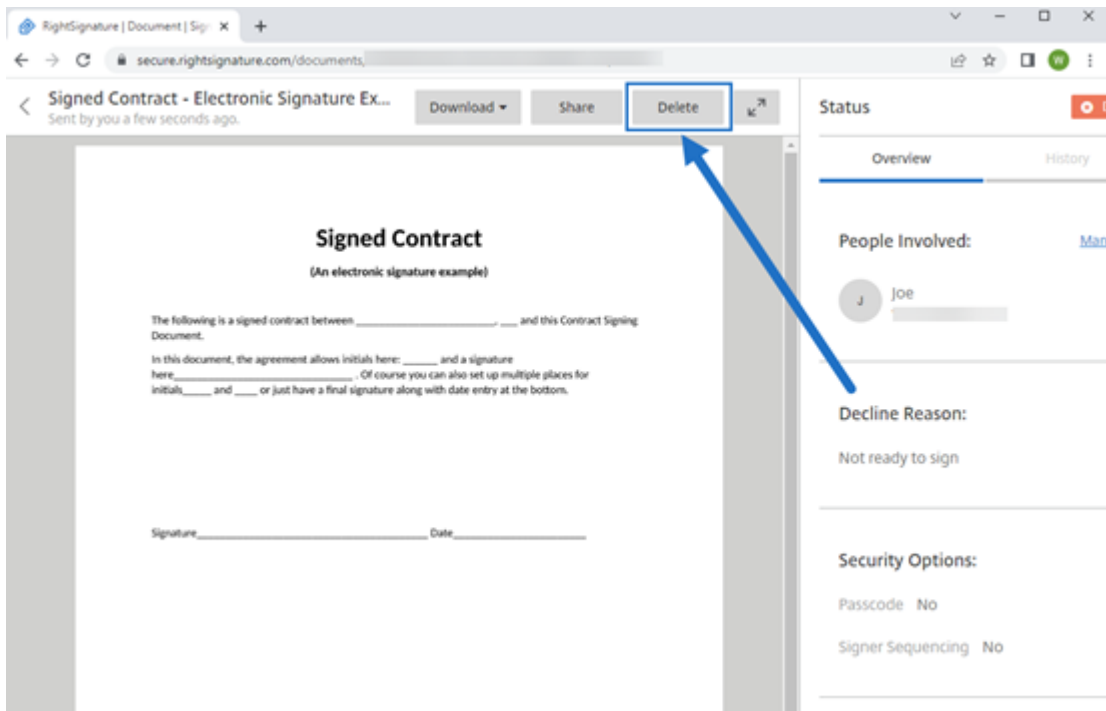 RightSignature | Document | Sig
secure.rightsignature.com/documents,
W
Signed Contract - Electronic Signature Ex...
Sent by you a few seconds ago.
Download
Share
Delete
Status
Overview
History
Signed Contract
(An electronic signature example)
The following is a signed contract between ________________________, ___ and this Contract Signing
Document.
In this document, the agreement allows initials here: ______ and a signature
here______________________________ . Of course you can also set up multiple places for
initials_____ and ____ or just have a final signature along with date entry at the bottom.
Signature________________________________________ Date_______________________
People Involved:
J
Joe
Decline Reason:
Not ready to sign
Security Options:
Passcode No
Signer Sequencing No